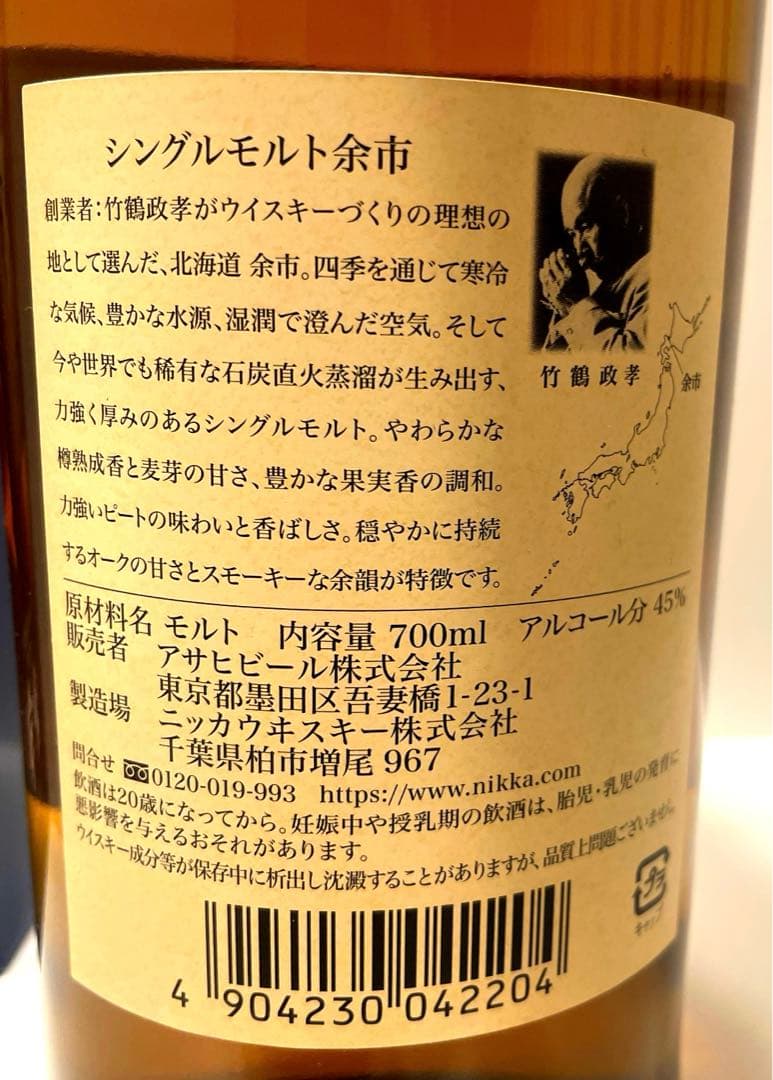 シングルモルト余市
創業者：竹鶴政孝がウイスキーづくりの理想の
地として選んだ、北海道 余市。四季を通じて寒冷
な気候、豊かな水源、湿潤で澄んだ空気。そして
今や世界でも稀有な石炭直火蒸溜が生み出す、
力強く厚みのあるシングルモルト。やわらかな
樽熟成香と麦芽の甘さ、豊かな果実香の調和。
力強いピートの味わいと香ばしさ。穏やかに持続
するオークの甘さとスモーキーな余韻が特徴です。
竹鶴政孝
余市
原材料名 モルト 内容量 700ml アルコール分 45%
販売者 アサヒビール株式会社
東京都墨田区吾妻橋1-23-1
製造場 ニッカウヰスキー株式会社
千葉県柏市増尾 967
問合せ 0120-019-993 https://www.nikka.com
飲酒は20歳になってから。妊娠中や授乳期の飲酒は、胎児・乳児の発育に
悪影響を与えるおそれがあります。
ウイスキー成分等が保存中に析出し沈澱することがありますが、品質上問題ございません。
プラ
キャップ
4 904230 042204